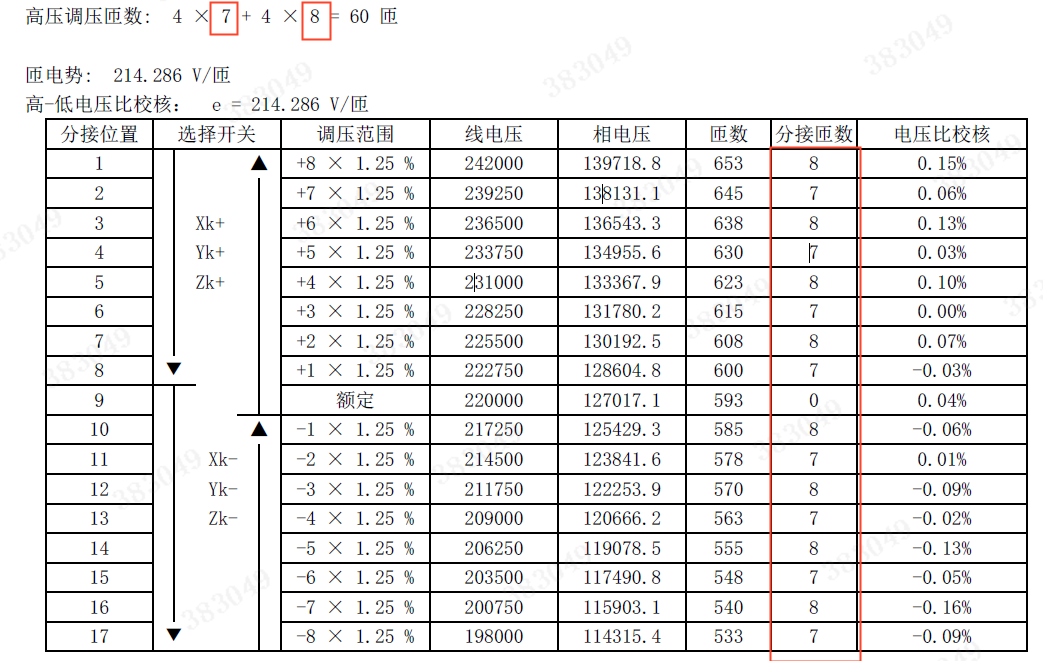 高压调压匝数: 4 × 7 + 4 × 8 = 60 匝
匝电势: 214.286 V/匝
高-低电压比校核: e = 214.286 V/匝
分接位置 选择开关 调压范围 线电压 相电压 匝数 分接匝数 电压比校核
1 ▲ +8 × 1.25 % 242000 139718.8 653 8 0.15%
2 +7 × 1.25 % 239250 138131.1 645 7 0.06%
3 Xk+ +6 × 1.25 % 236500 136543.3 638 8 0.13%
4 Yk+ +5 × 1.25 % 233750 134955.6 630 7 0.03%
5 Zk+ +4 × 1.25 % 231000 133367.9 623 8 0.10%
6 +3 × 1.25 % 228250 131780.2 615 7 0.00%
7 +2 × 1.25 % 225500 130192.5 608 8 0.07%
8 ▼ +1 × 1.25 % 222750 128604.8 600 7 -0.03%
9 额定 220000 127017.1 593 0 0.04%
10 ▲ -1 × 1.25 % 217250 125429.3 585 8 -0.06%
11 Xk- -2 × 1.25 % 214500 123841.6 578 7 0.01%
12 Yk- -3 × 1.25 % 211750 122253.9 570 8 -0.09%
13 Zk- -4 × 1.25 % 209000 120666.2 563 7 -0.02%
14 -5 × 1.25 % 206250 119078.5 555 8 -0.13%
15 -6 × 1.25 % 203500 117490.8 548 7 -0.05%
16 -7 × 1.25 % 200750 115903.1 540 8 -0.16%
17 ▼ -8 × 1.25 % 198000 114315.4 533 7 -0.09%
383049